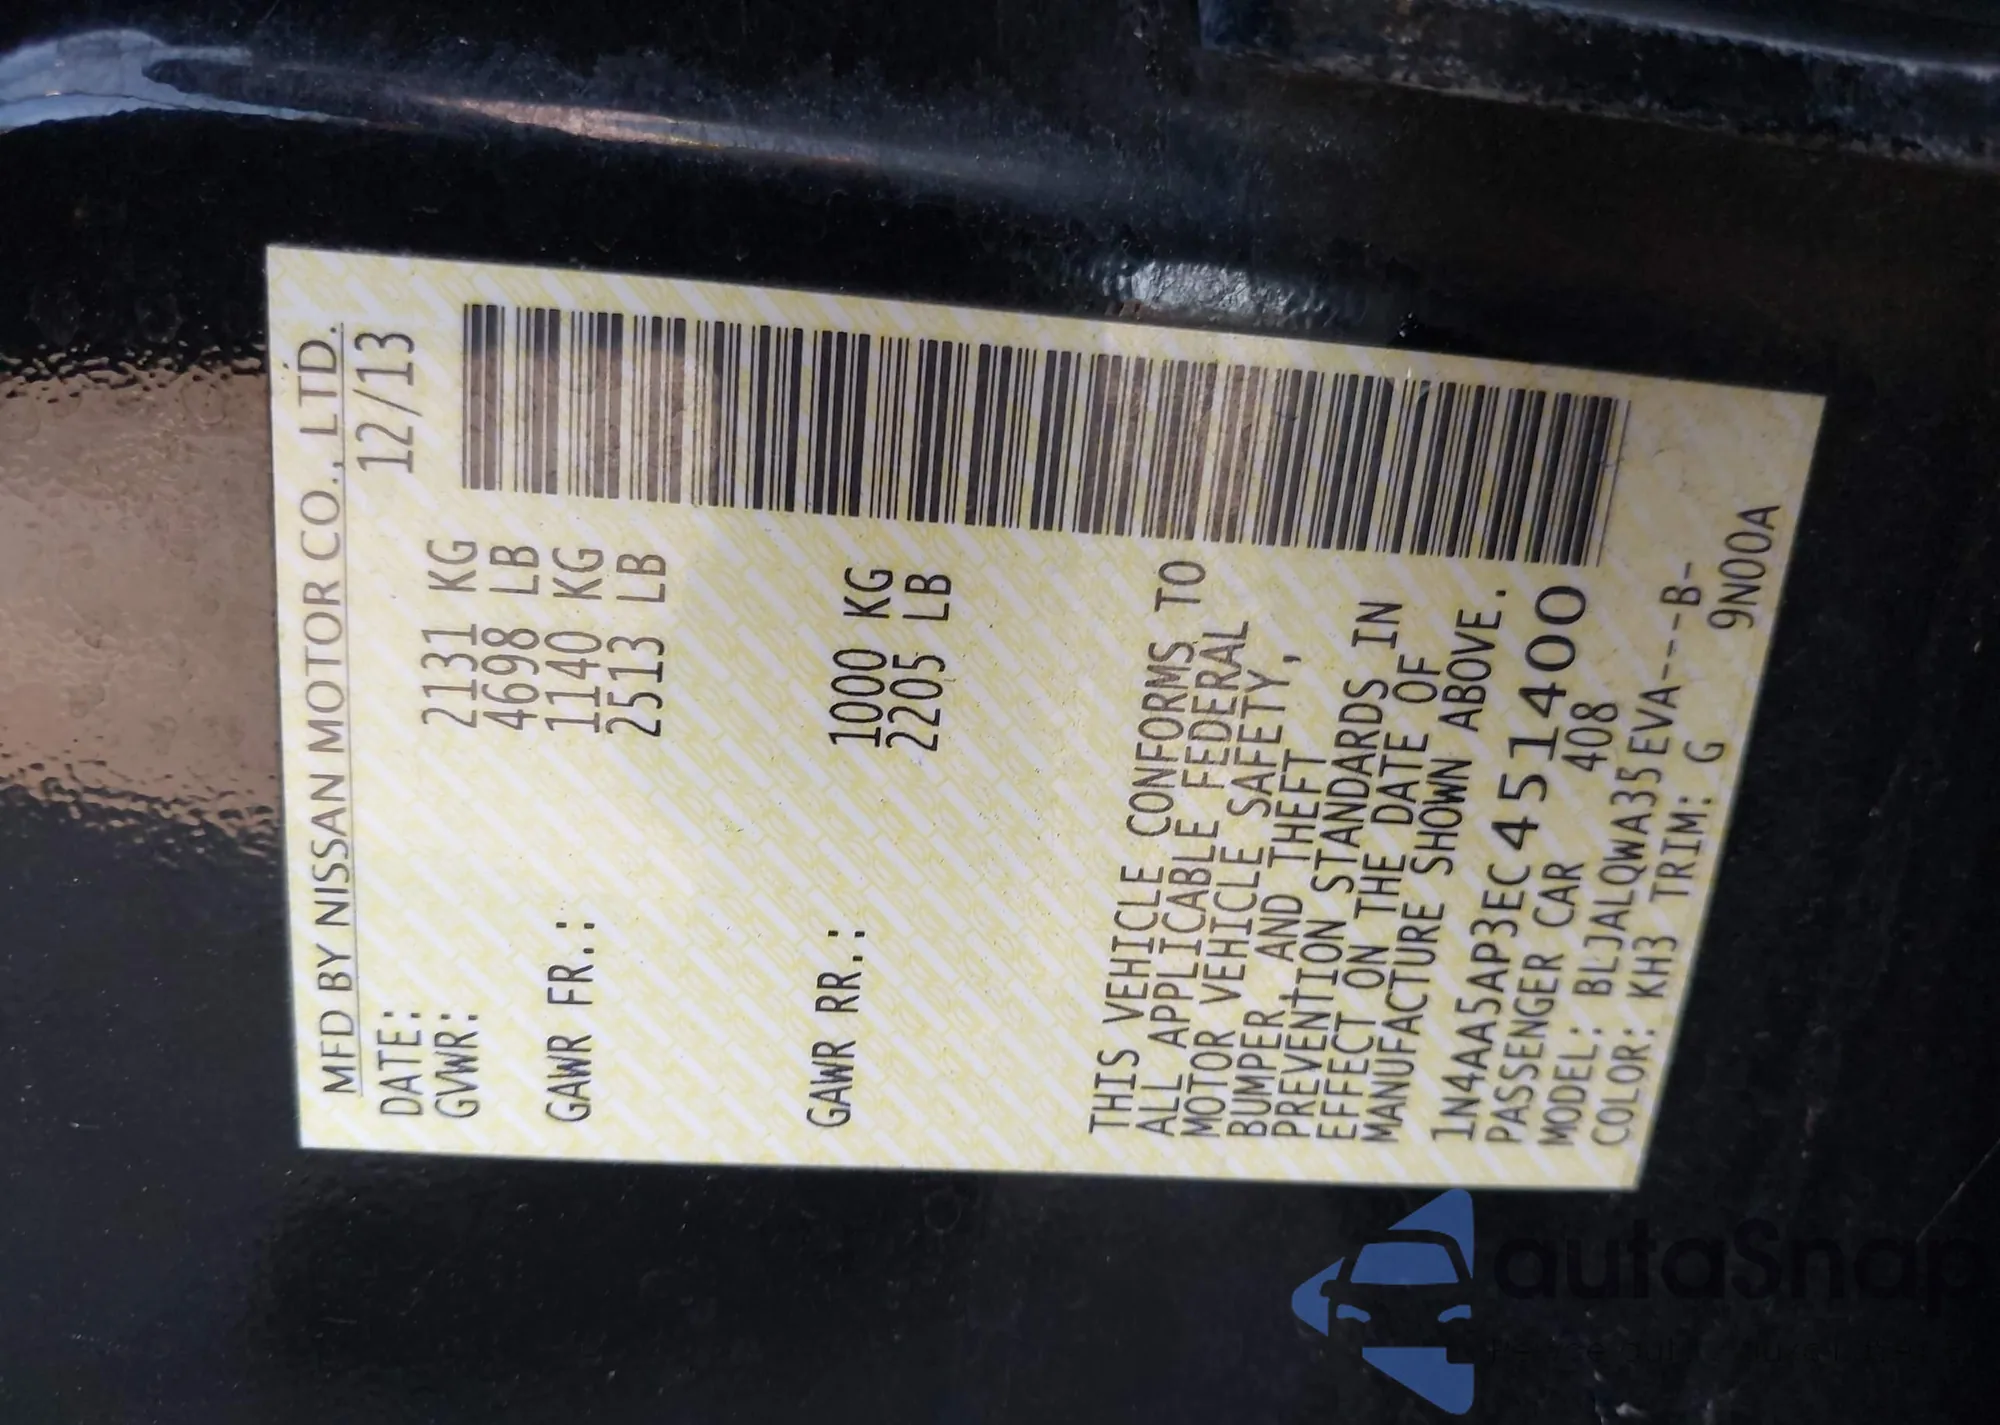 MFD BY NISSAN MOTOR CO., LTD.
DATE: 12/13
GVWR: 2131 KG
4698 LB
GAWR FR.: 1140 KG
2513 LB
GAWR RR.: 1000 KG
2205 LB
THIS VEHICLE CONFORMS TO
ALL APPLICABLE FEDERAL
MOTOR VEHICLE SAFETY,
BUMPER, AND THEFT
PREVENTION STANDARDS IN
EFFECT ON THE DATE OF
MANUFACTURE SHOWN ABOVE.
1N4AA5AP3EC451400
PASSENGER CAR 408
MODEL: BLJALQWA35EVA----B-
COLOR: KH3 TRIM: G 9N00A
autoSnap